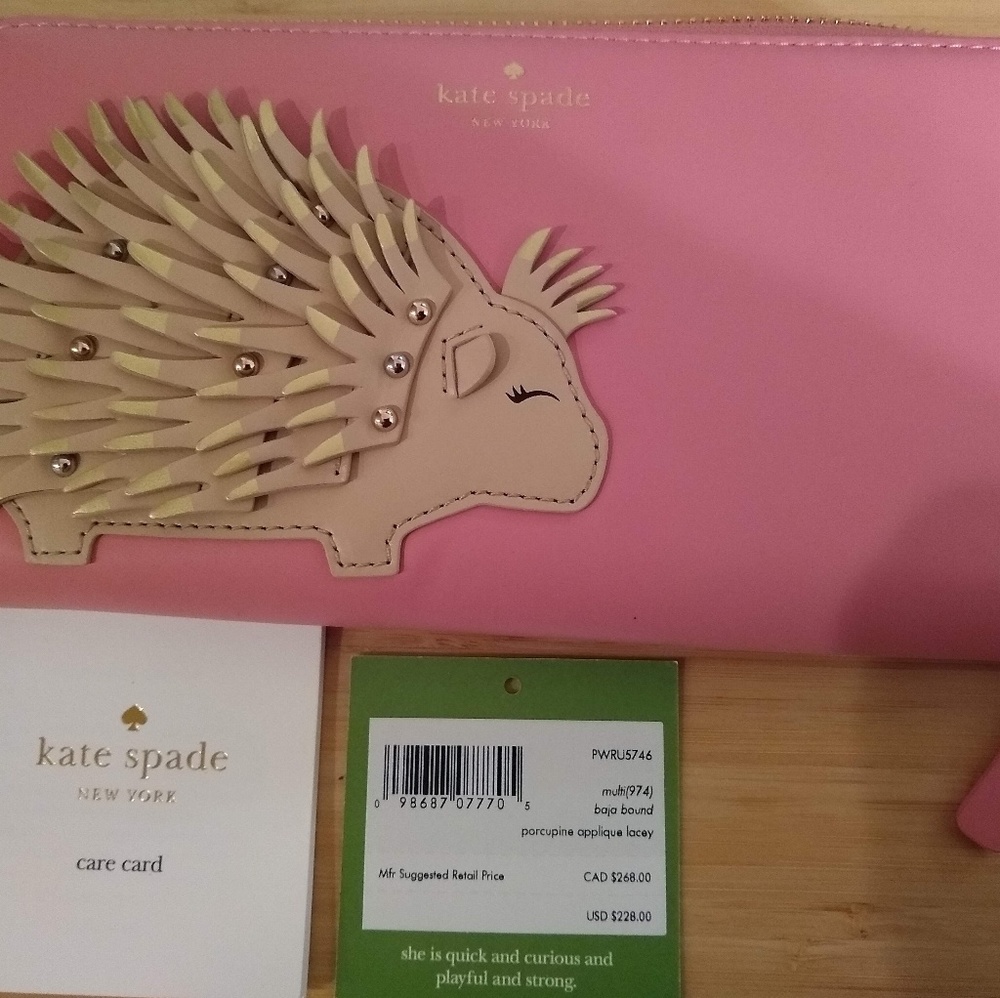 kate spade
NEW YORK
kate spade
NEW YORK
care card
PWRU5746
0 98687 07770 5
multi(974)
baja bound
porcupine applique lacey
Mfr Suggested Retail Price CAD $268.00
USD $228.00
she is quick and curious and
playful and strong.